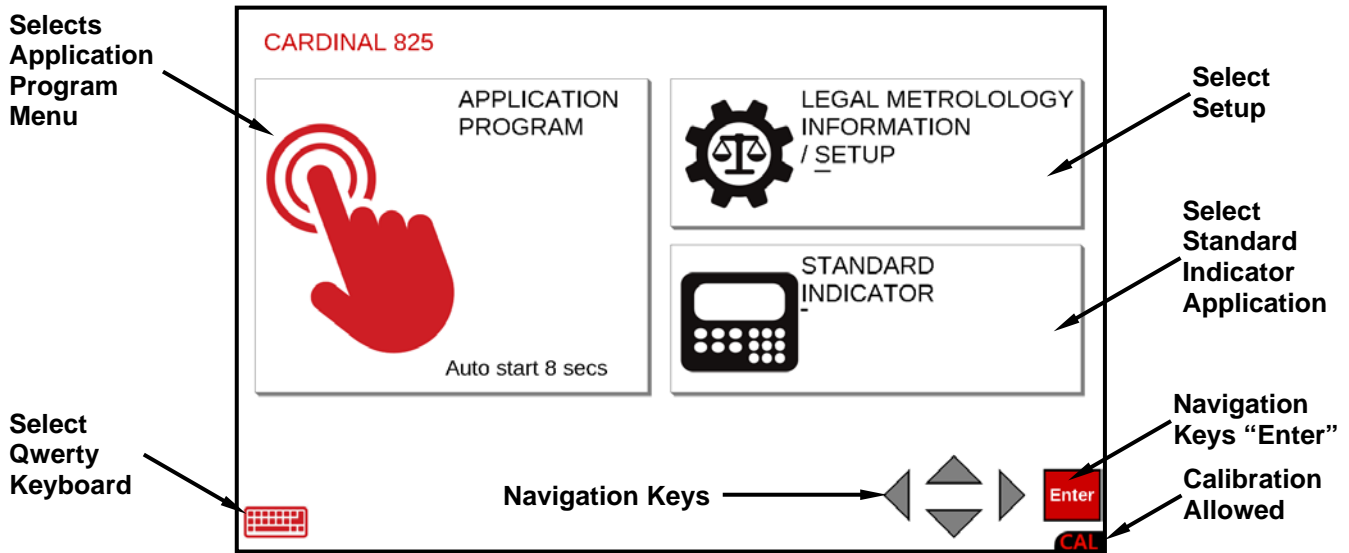 Selects
Application
Program
Menu
CARDINAL 825
APPLICATION
PROGRAM
Auto start 8 secs
LEGAL METROLOLOGY
INFORMATION
/ SETUP
STANDARD
INDICATOR
Select
Setup
Select
Standard
Indicator
Application
Select
Qwerty
Keyboard
Navigation Keys
Enter
CAL
Navigation
Keys “Enter”
Calibration
Allowed